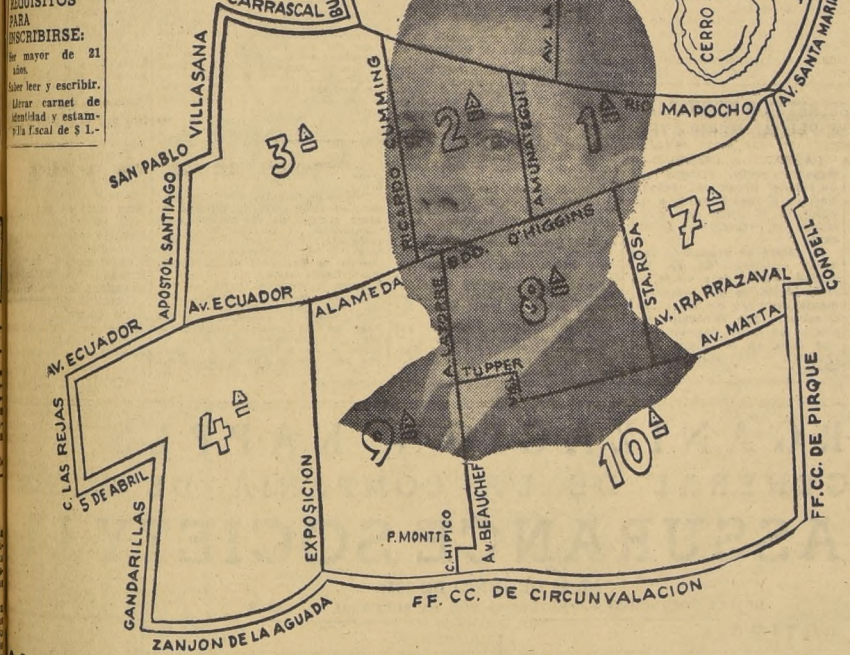 REQUISITOS
PARA
INSCRIBIRSE:
Ser mayor de 21
años.
Saber leer y escribir.
Llevar carnet de
identidad y estam-
pilla fiscal de $ 1.-
CARRASCAL
BU
AV. LA
CERRO
AV. SANTA MARI
VILLASANA
CUMMING
RICARDO
2ª
AMUNATEGUI
1ª
RIO MAPOCHO
3ª
SAN PABLO
APOSTOL SANTIAGO
BDO. O'HIGGINS
7ª
STA. ROSA
CONDELL
AV. ECUADOR
ALAMEDA
A. LATORRE
8ª
AV. IRARRAZAVAL
AV. MATTA
AV. ECUADOR
TUPPER
C. LAS REJAS
4ª
9ª
10ª
FF. CC. DE PIRQUE
5 DE ABRIL
GANDARILLAS
EXPOSICION
P. MONTT
C. HIPICO
Av. BEAUCHEF
FF. CC. DE CIRCUNVALACION
ZANJON DE LA AGUADA